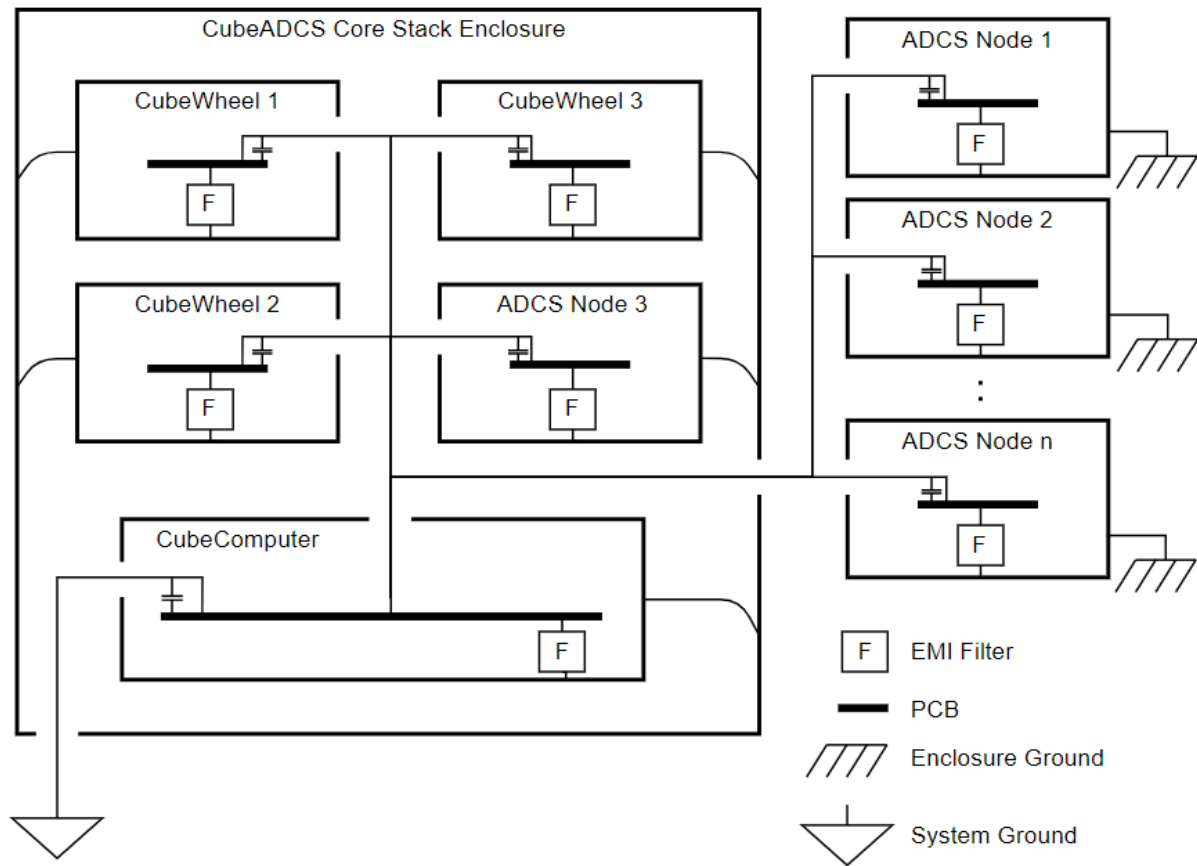 CubeADCS Core Stack Enclosure
CubeWheel 1
F
CubeWheel 3
F
CubeWheel 2
F
ADCS Node 3
F
CubeComputer
F
ADCS Node 1
F
ADCS Node 2
F
:
ADCS Node n
F
F EMI Filter
PCB
Enclosure Ground
System Ground